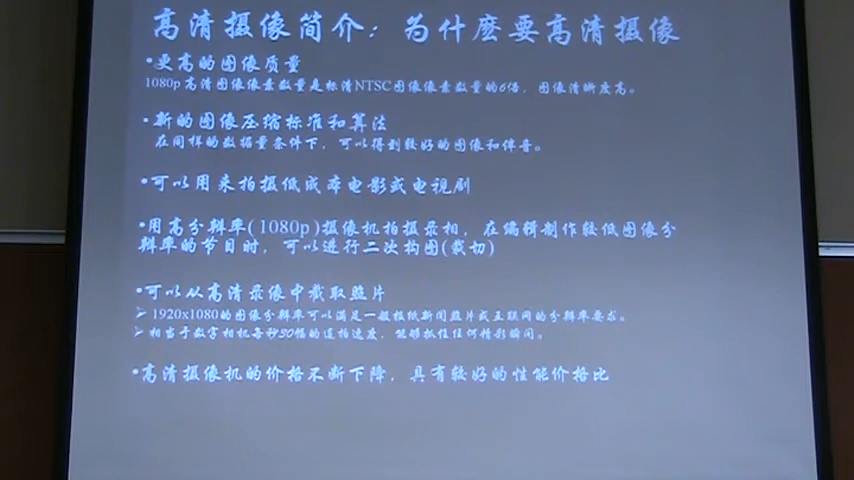 高清摄像简介：为什麽要高清摄像
•更高的图像质量
1080p高清图像像素数量是标清NTSC图像像素数量的6倍，图像清晰度高。
•新的图像压缩标准和算法
在同样的数据量条件下，可以得到较好的图像和伴音。
•可以用来拍摄低成本电影或电视剧
•用高分辨率(1080p)摄像机拍摄录相，在编辑制作较低图像分
辨率的节目时，可以进行二次构图(裁切)
•可以从高清录像中截取照片
➢ 1920x1080的图像分辨率可以满足一般报纸新闻照片或互联网的分辨率要求。
➢ 相当于数字相机每秒30幅的连拍速度，能够抓住任何精彩瞬间。
•高清摄像机的价格不断下降，具有较好的性能价格比